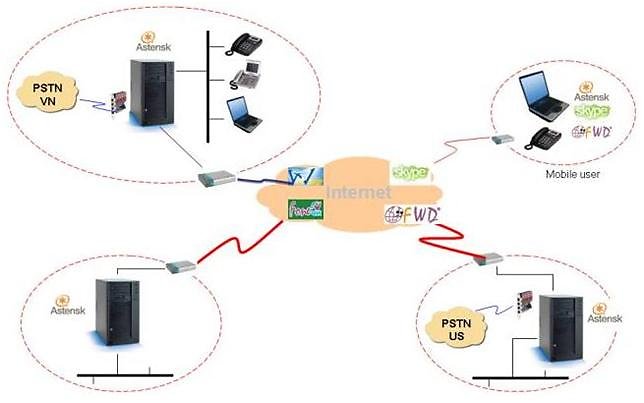 Astensk
PSTN
VN
Astensk
skype
FWD
Mobile user
skype
Internet
FWD
Astensk
PSTN
US
Astensk